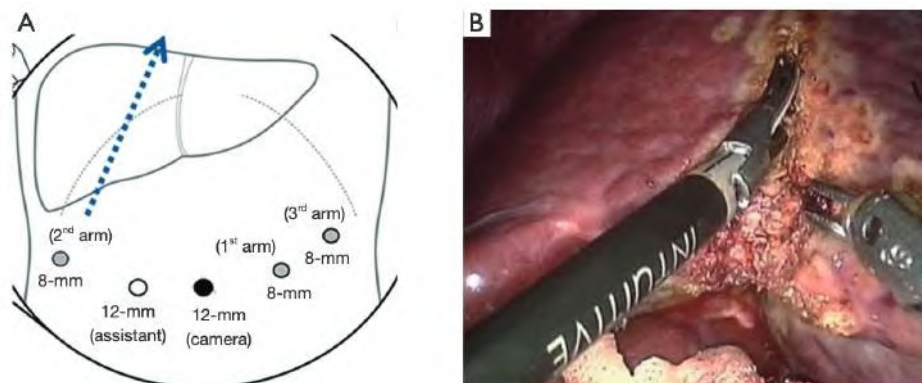 A
(2nd arm)
8-mm
12-mm
(assistant)
12-mm
(camera)
(1st arm)
8-mm
(3rd arm)
8-mm
B
INTUITIVE